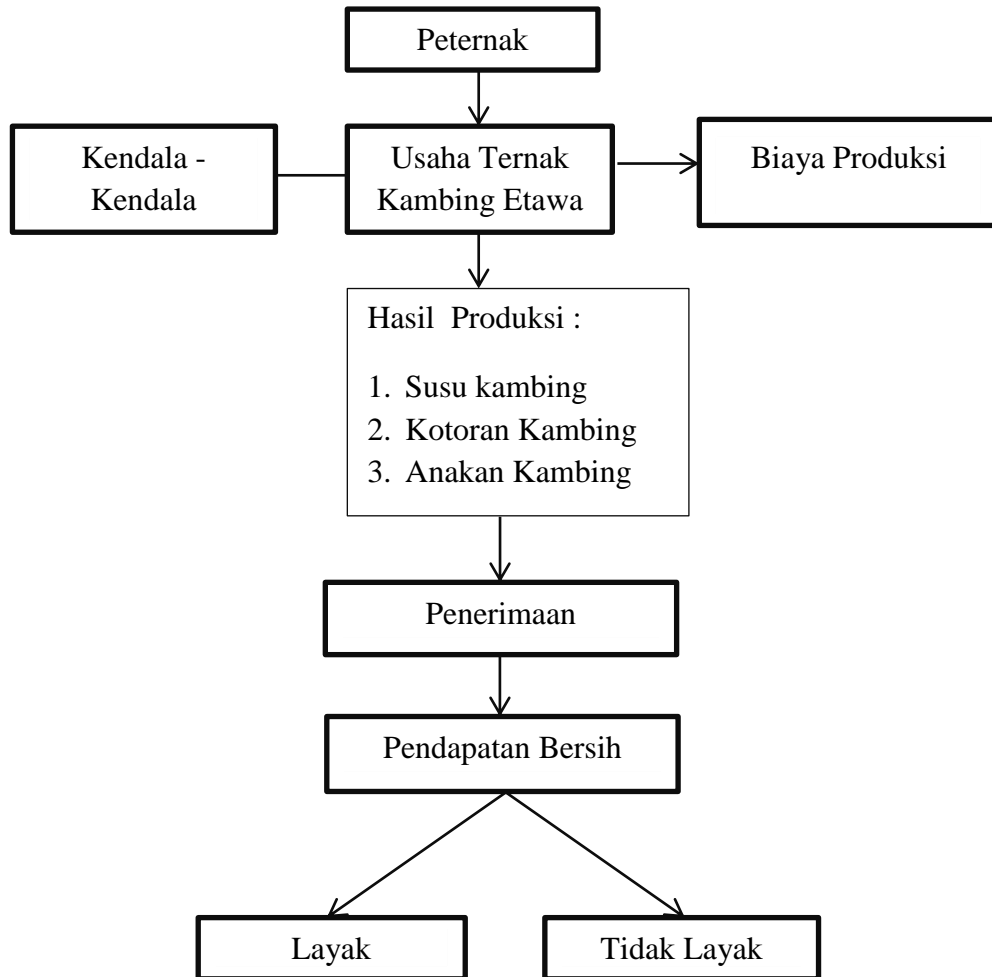 Peternak
Kendala -
Kendala
Usaha Ternak
Kambing Etawa
Biaya Produksi
Hasil Produksi :
1. Susu kambing
2. Kotoran Kambing
3. Anakan Kambing
Penerimaan
Pendapatan Bersih
Layak
Tidak Layak